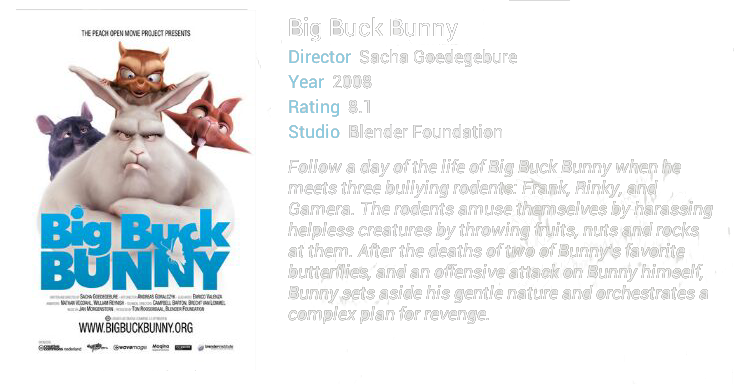 THE PEACH OPEN MOVIE PROJECT PRESENTS
Big Buck
BUNNY
WWW.BIGBUCKBUNNY.ORG
Big Buck Bunny
Director Sacha Goedegebure
Year 2008
Rating 8.1
Studio Blender Foundation
Follow a day of the life of Big Buck Bunny when he
meets three bullying rodents: Frank, Rinky, and
Gamera. The rodents amuse themselves by harassing
helpless creatures by throwing fruits, nuts and rocks
at them. After the deaths of two of Bunny's favorite
butterflies, and an offensive attack on Bunny himself,
Bunny sets aside his gentle nature and orchestrates a
complex plan for revenge.